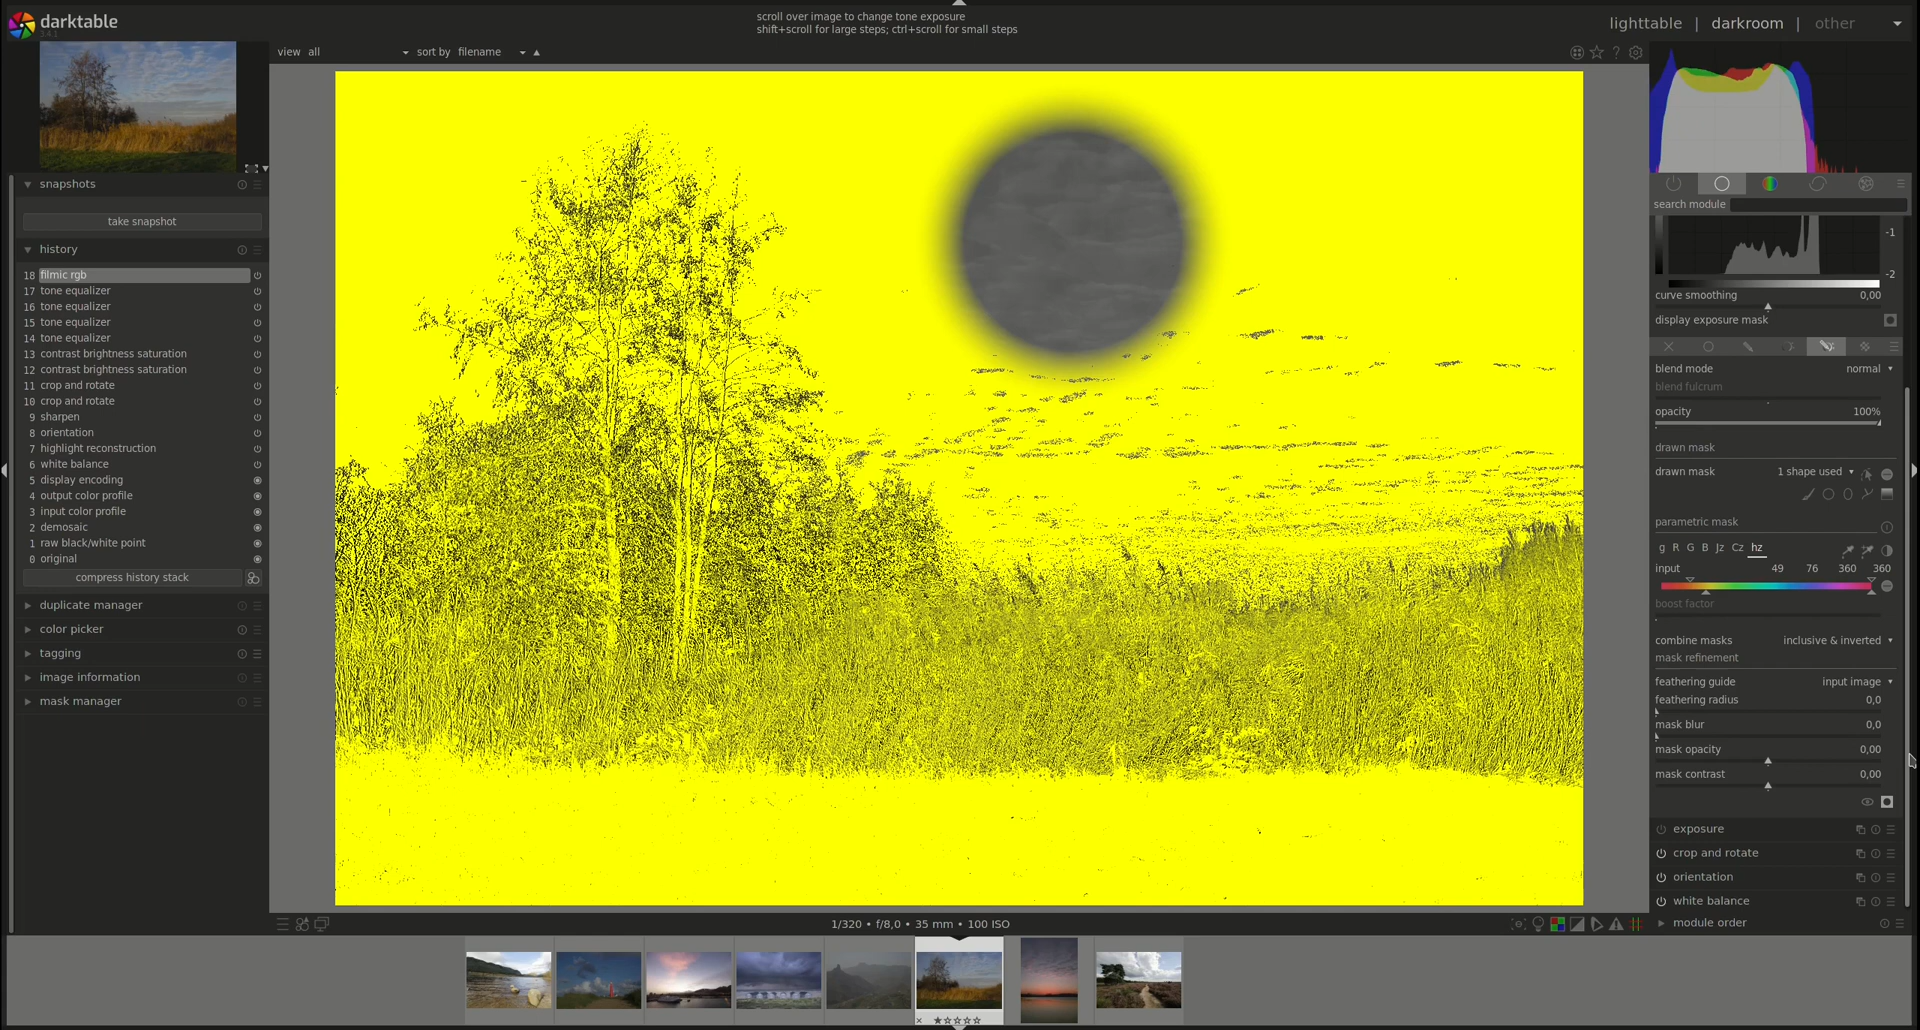 darktable
3.4.1
scroll over image to change tone exposure
shift+scroll for large steps; ctrl+scroll for small steps
lighttable | darkroom | other
view all sort by filename
snapshots
take snapshot
history
18 filmic rgb
17 tone equalizer
16 tone equalizer
15 tone equalizer
14 tone equalizer
13 contrast brightness saturation
12 contrast brightness saturation
11 crop and rotate
10 crop and rotate
9 sharpen
8 orientation
7 highlight reconstruction
6 white balance
5 display encoding
4 output color profile
3 input color profile
2 demosaic
1 raw black/white point
0 original
compress history stack
duplicate manager
color picker
tagging
image information
mask manager
search module
-1
-2
curve smoothing 0,00
display exposure mask
blend mode normal
blend fulcrum
opacity 100%
drawn mask
drawn mask 1 shape used
parametric mask
g R G B Jz Cz hz
input 49 76 360 360
boost factor
combine masks inclusive & inverted
mask refinement
feathering guide input image
feathering radius 0,0
mask blur 0,0
mask opacity 0,00
mask contrast 0,00
exposure
crop and rotate
orientation
white balance
module order
1/320 • f/8,0 • 35 mm • 100 ISO